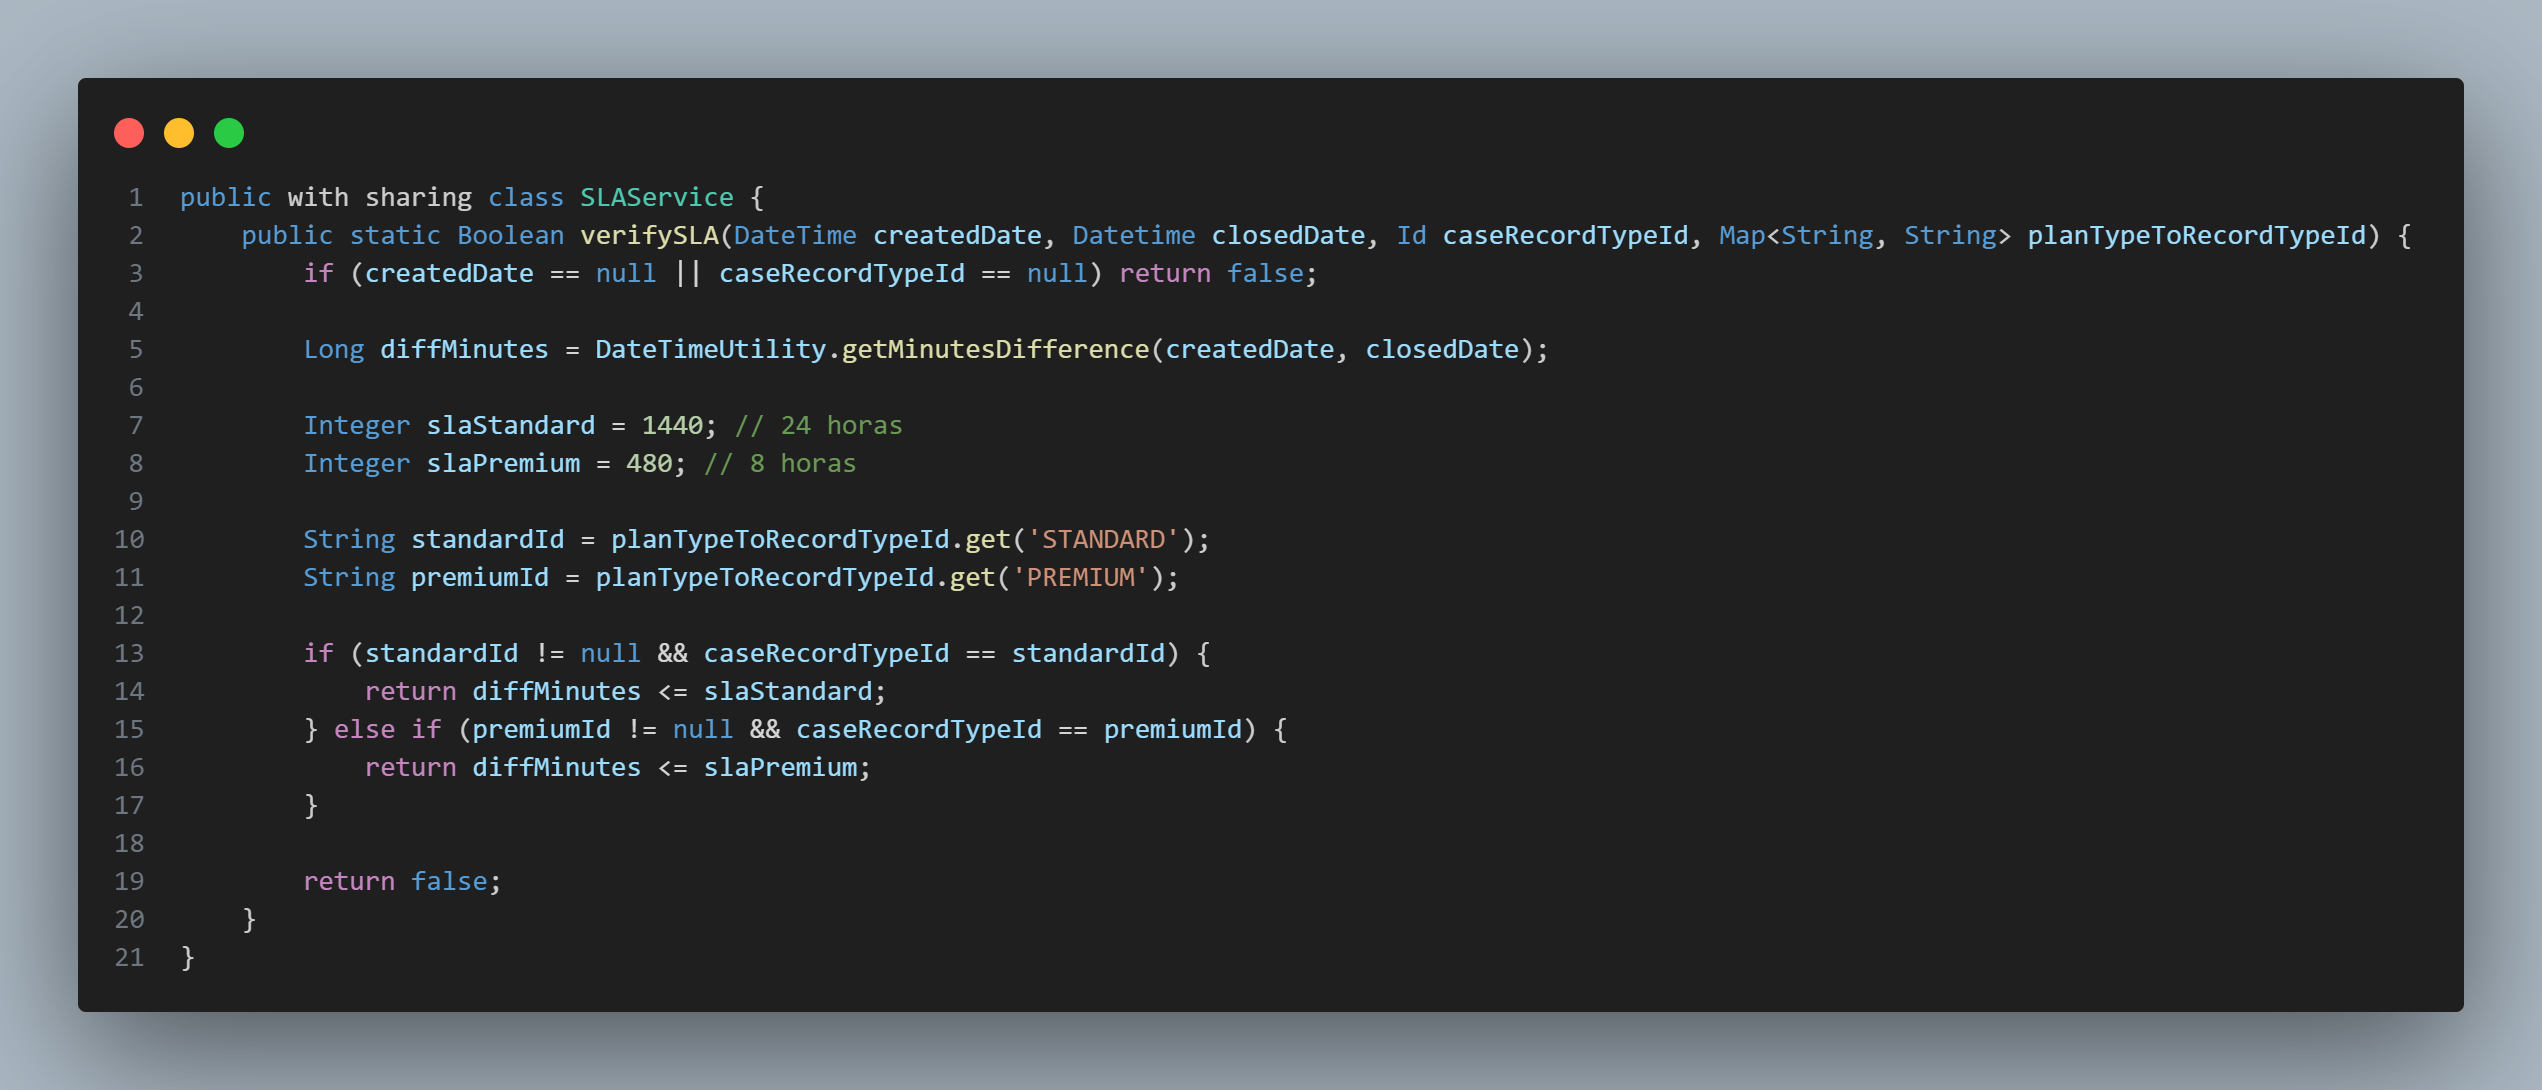 1 public with sharing class SLAService {
2     public static Boolean verifySLA(DateTime createdDate, Datetime closedDate, Id caseRecordTypeId, Map<String, String> planTypeToRecordTypeId) {
3         if (createdDate == null || caseRecordTypeId == null) return false;
4
5         Long diffMinutes = DateTimeUtility.getMinutesDifference(createdDate, closedDate);
6
7         Integer slaStandard = 1440; // 24 horas
8         Integer slaPremium = 480; // 8 horas
9
10         String standardId = planTypeToRecordTypeId.get('STANDARD');
11         String premiumId = planTypeToRecordTypeId.get('PREMIUM');
12
13         if (standardId != null && caseRecordTypeId == standardId) {
14             return diffMinutes <= slaStandard;
15         } else if (premiumId != null && caseRecordTypeId == premiumId) {
16             return diffMinutes <= slaPremium;
17         }
18
19         return false;
20     }
21 }